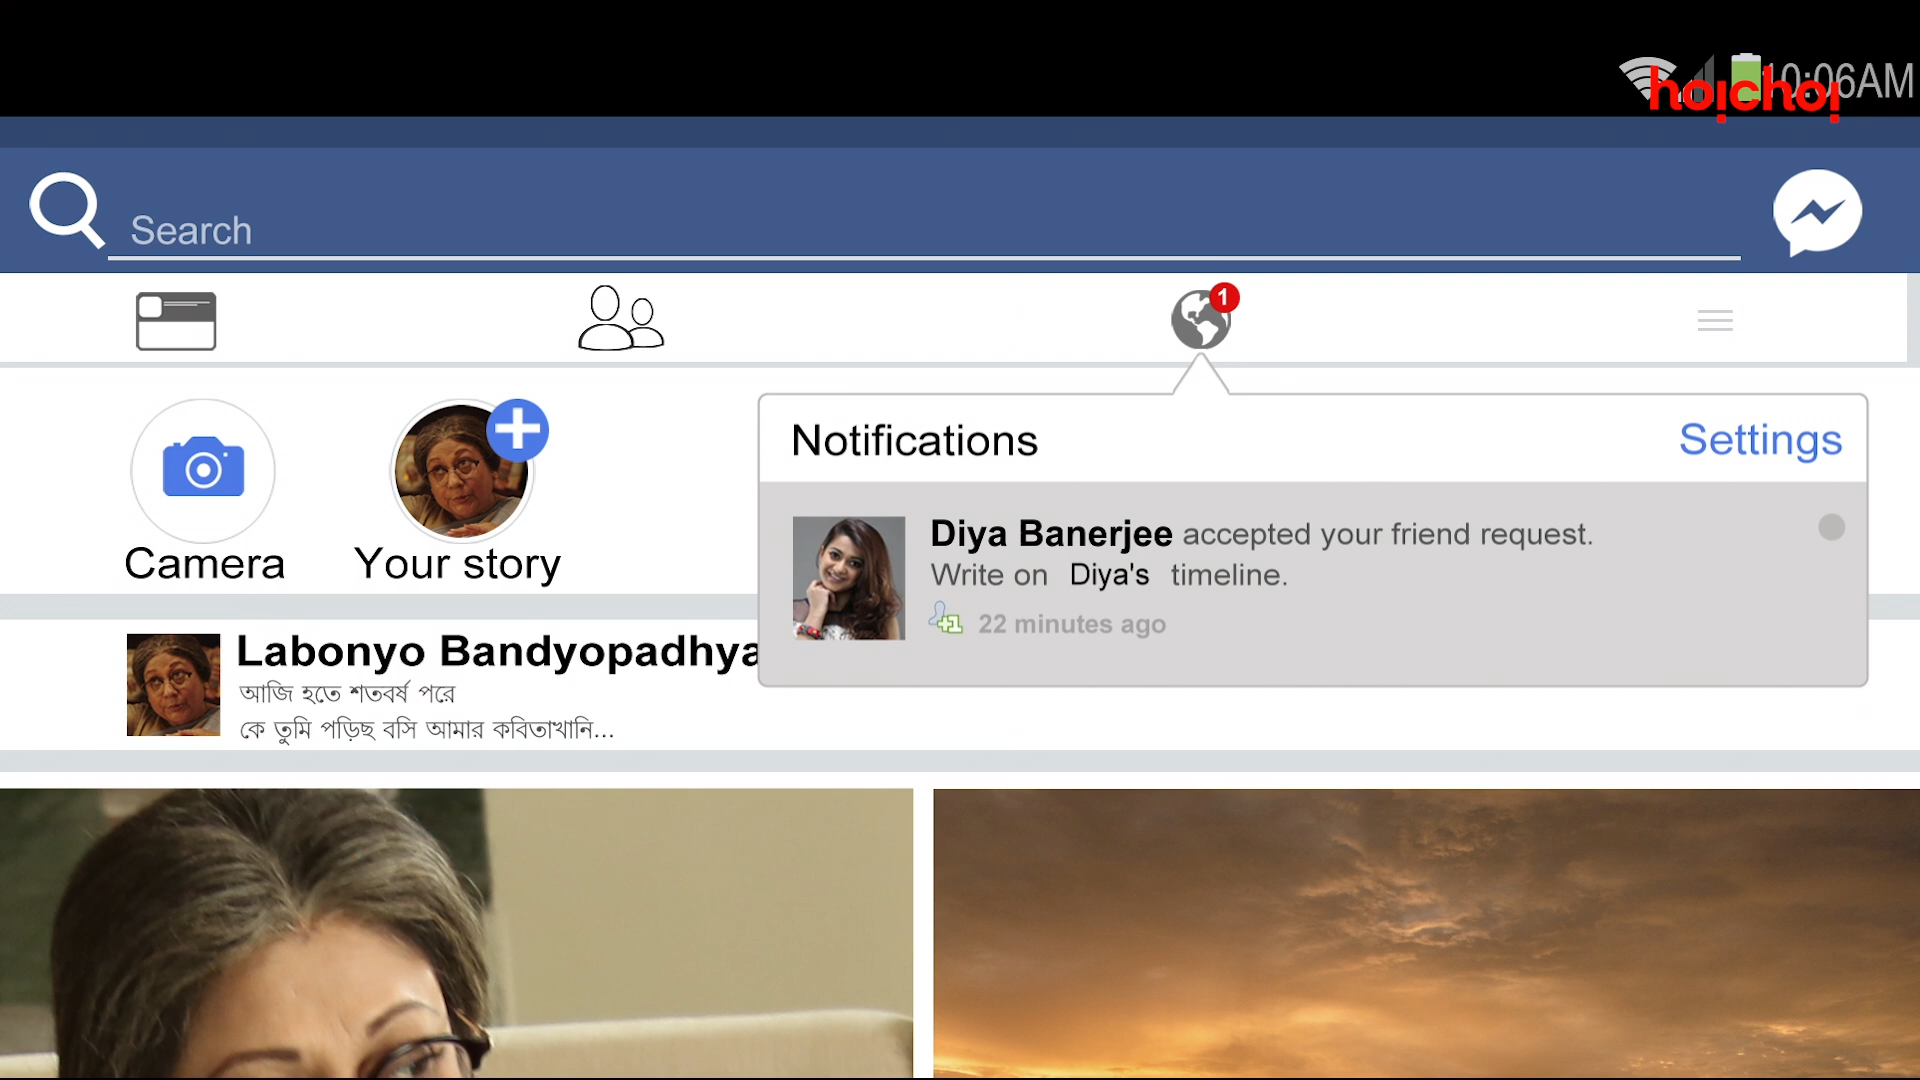 10:06AM
hoichoi
Search
1
Notifications
Settings
Camera
Your story
Diya Banerjee accepted your friend request.
Write on Diya's timeline.
+1 22 minutes ago
Labonyo Bandyopadhya
আজি হতে শতবর্ষ পরে
কে তুমি পড়িছ বসি আমার কবিতাখানি...